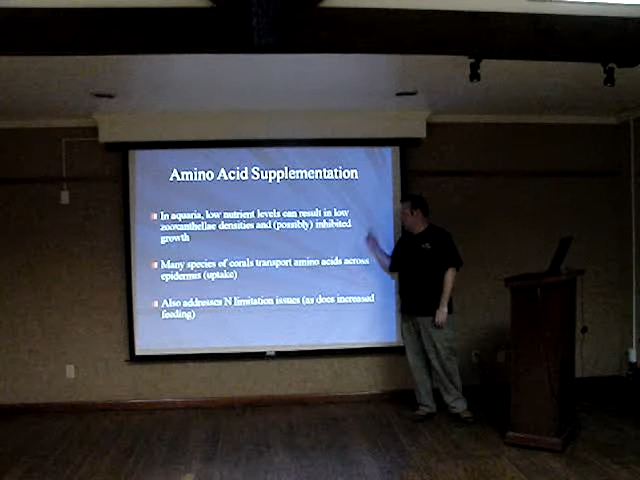 Amino Acid Supplementation
In aquaria, low nutrient levels can result in low
zooxanthellae densities and (possibly) inhibited
growth
Many species of corals transport amino acids across
epidermis (uptake)
Also addresses N limitation issues (as does increased
feeding)